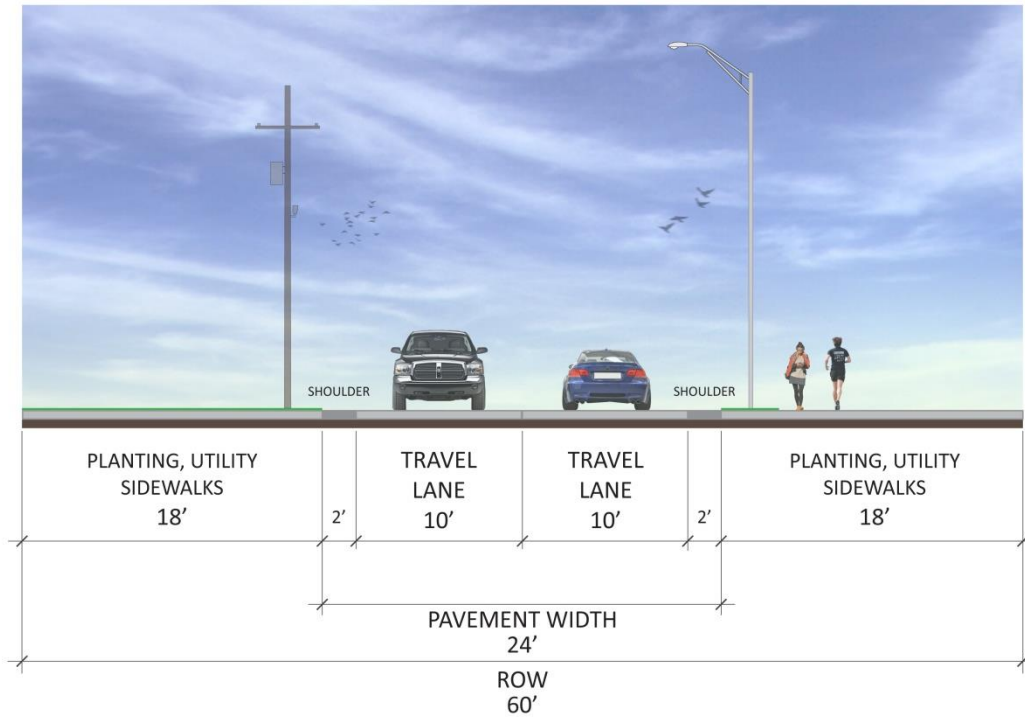 SHOULDER
SHOULDER
PLANTING, UTILITY
SIDEWALKS
18’
2’
TRAVEL
LANE
10’
TRAVEL
LANE
10’
2’
PLANTING, UTILITY
SIDEWALKS
18’
PAVEMENT WIDTH
24’
ROW
60’